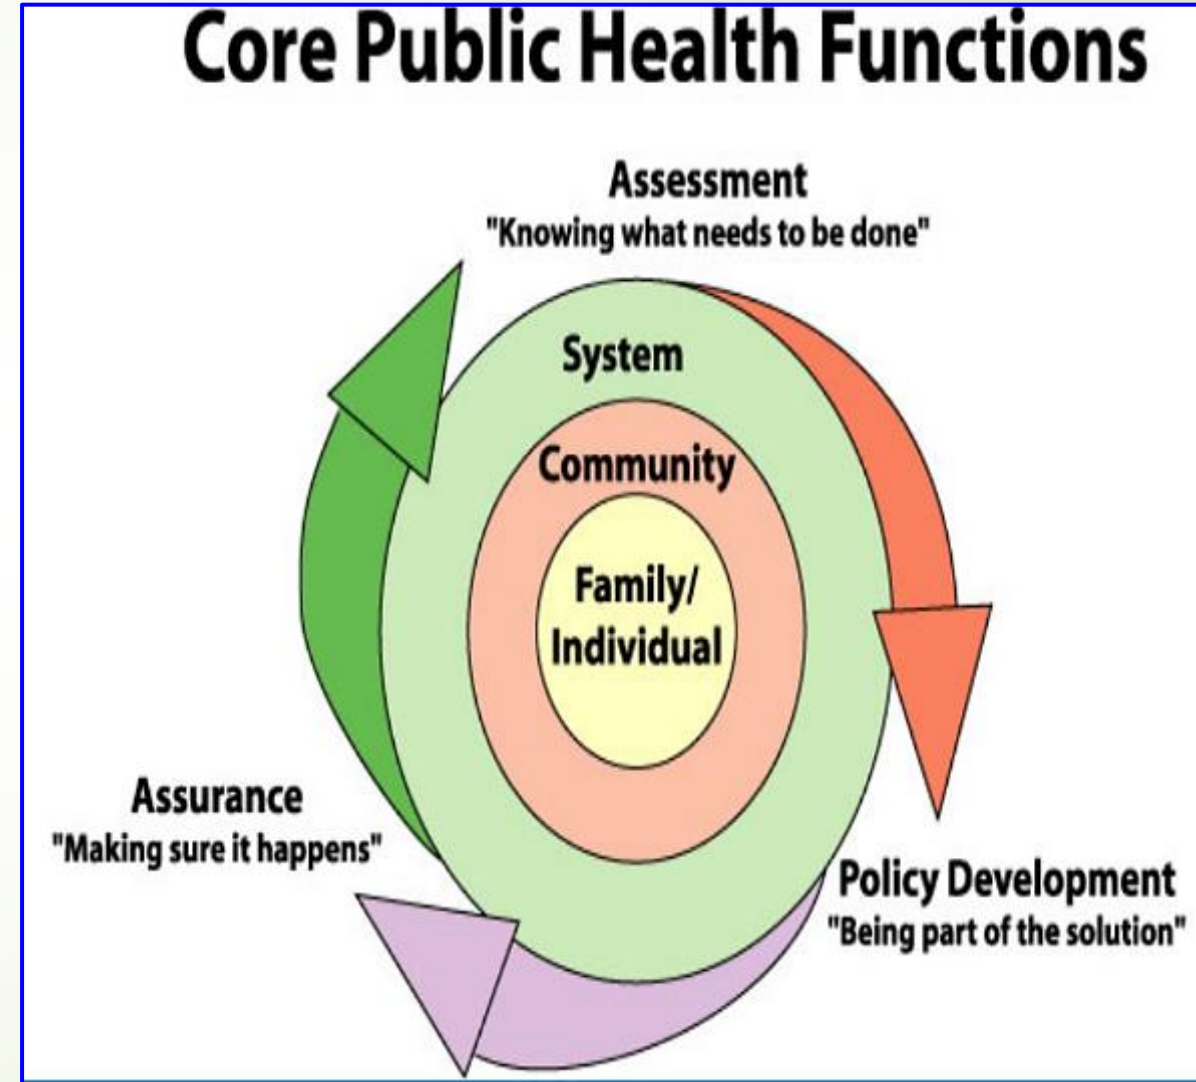 Core Public Health Functions
Assessment
"Knowing what needs to be done"
System
Community
Family/
Individual
Assurance
"Making sure it happens"
Policy Development
"Being part of the solution"